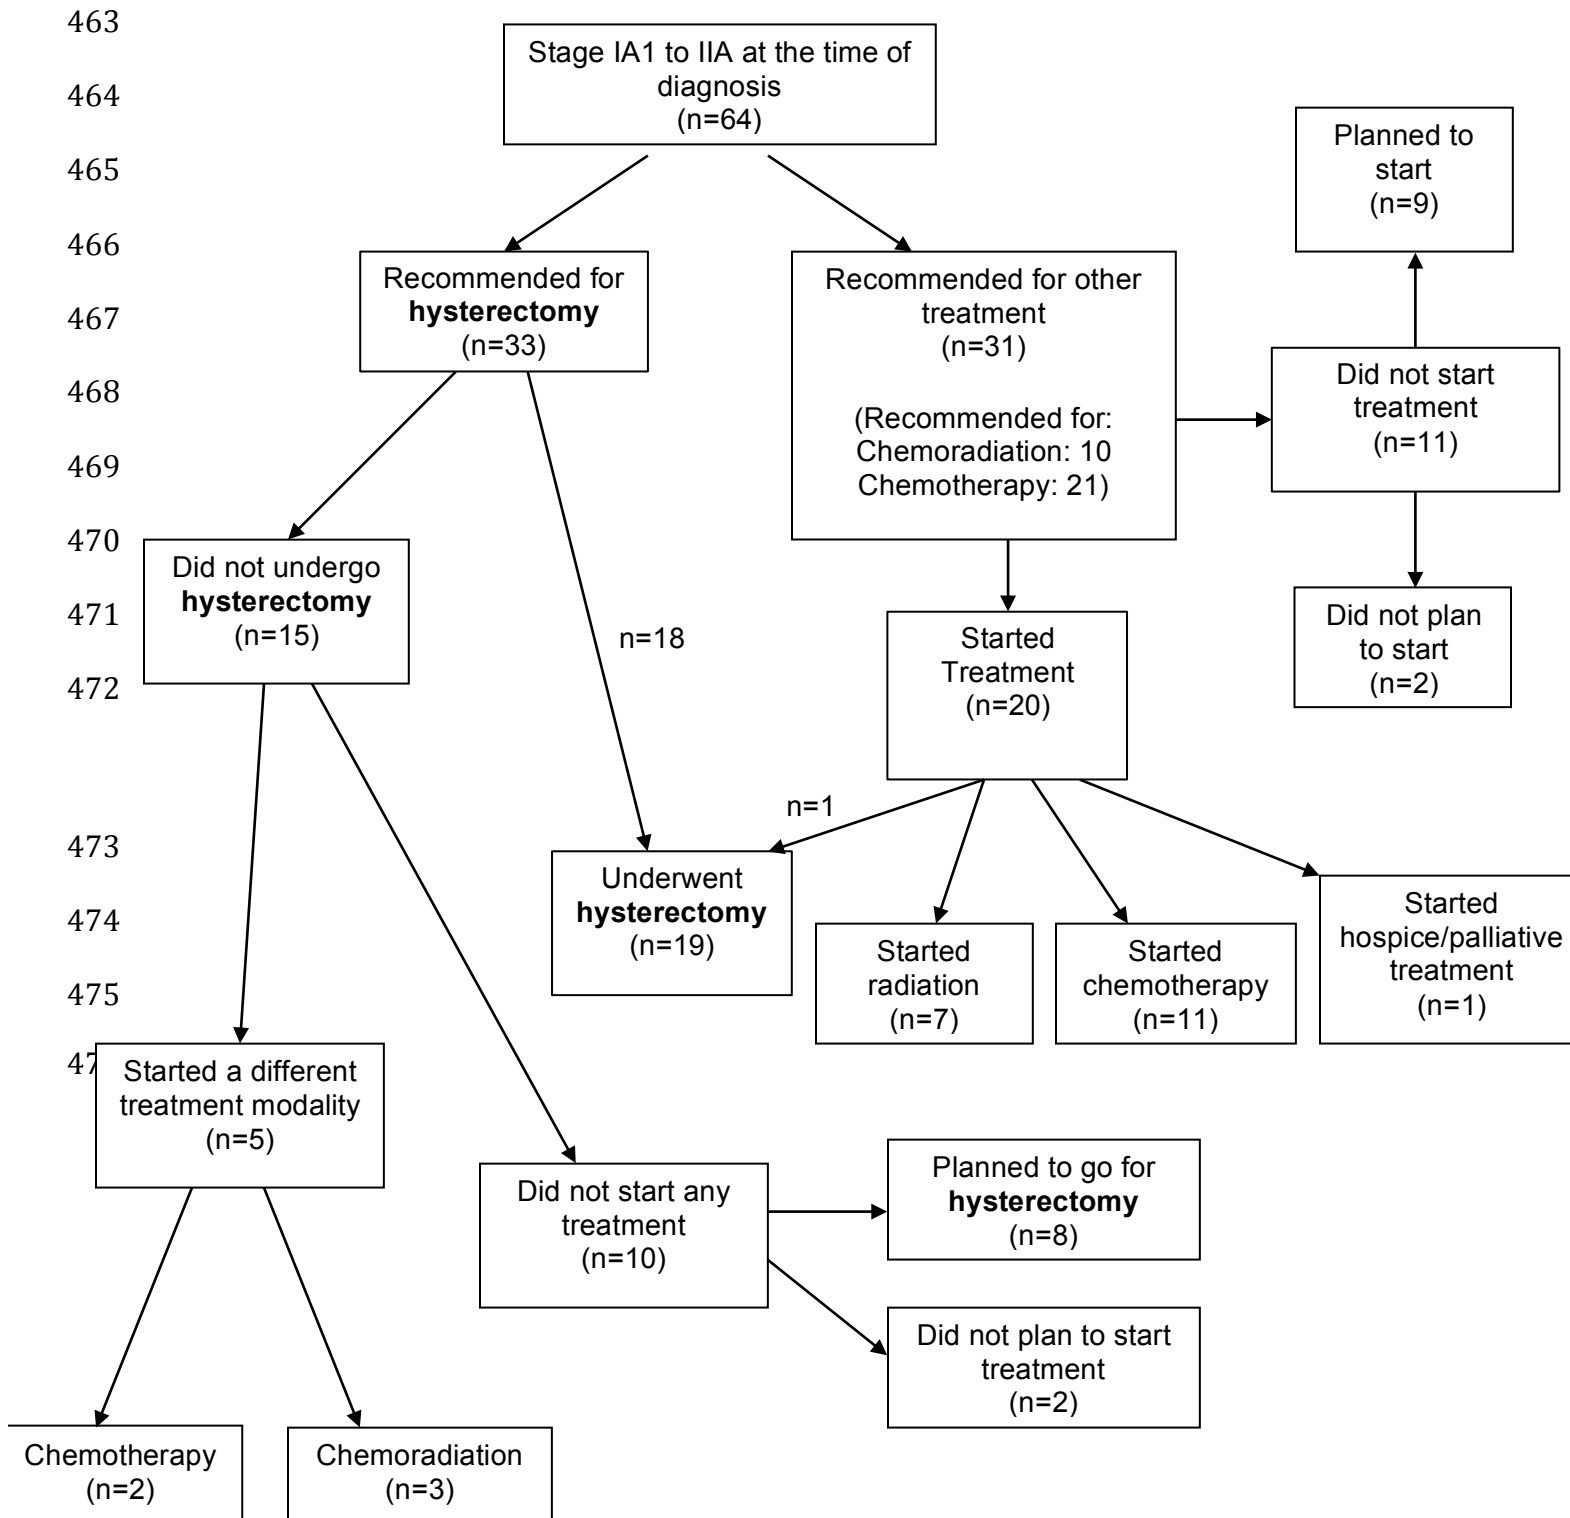 463
Stage IA1 to IIA at the time of
diagnosis
(n=64)
464
465
Planned to
start
(n=9)
466
Recommended for
hysterectomy
(n=33)
Recommended for other
treatment
(n=31)
(Recommended for:
Chemoradiation: 10
Chemotherapy: 21)
467
Did not start
treatment
(n=11)
468
469
470
Did not undergo
hysterectomy
(n=15)
471
n=18
Started
Treatment
(n=20)
Did not plan
to start
(n=2)
472
n=1
473
Underwent
hysterectomy
(n=19)
474
Started
radiation
(n=7)
Started
chemotherapy
(n=11)
Started
hospice/palliative
treatment
(n=1)
475
Started a different
treatment modality
(n=5)
Did not start any
treatment
(n=10)
Planned to go for
hysterectomy
(n=8)
Did not plan to start
treatment
(n=2)
Chemotherapy
(n=2)
Chemoradiation
(n=3)